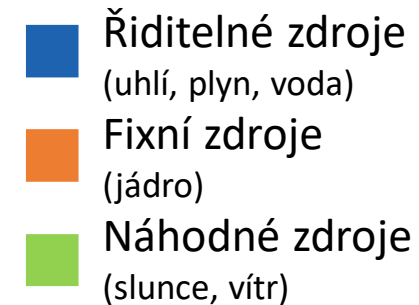 Řiditelné zdroje
(uhlí, plyn, voda)
Fixní zdroje
(jádro)
Náhodné zdroje
(slunce, vítr)